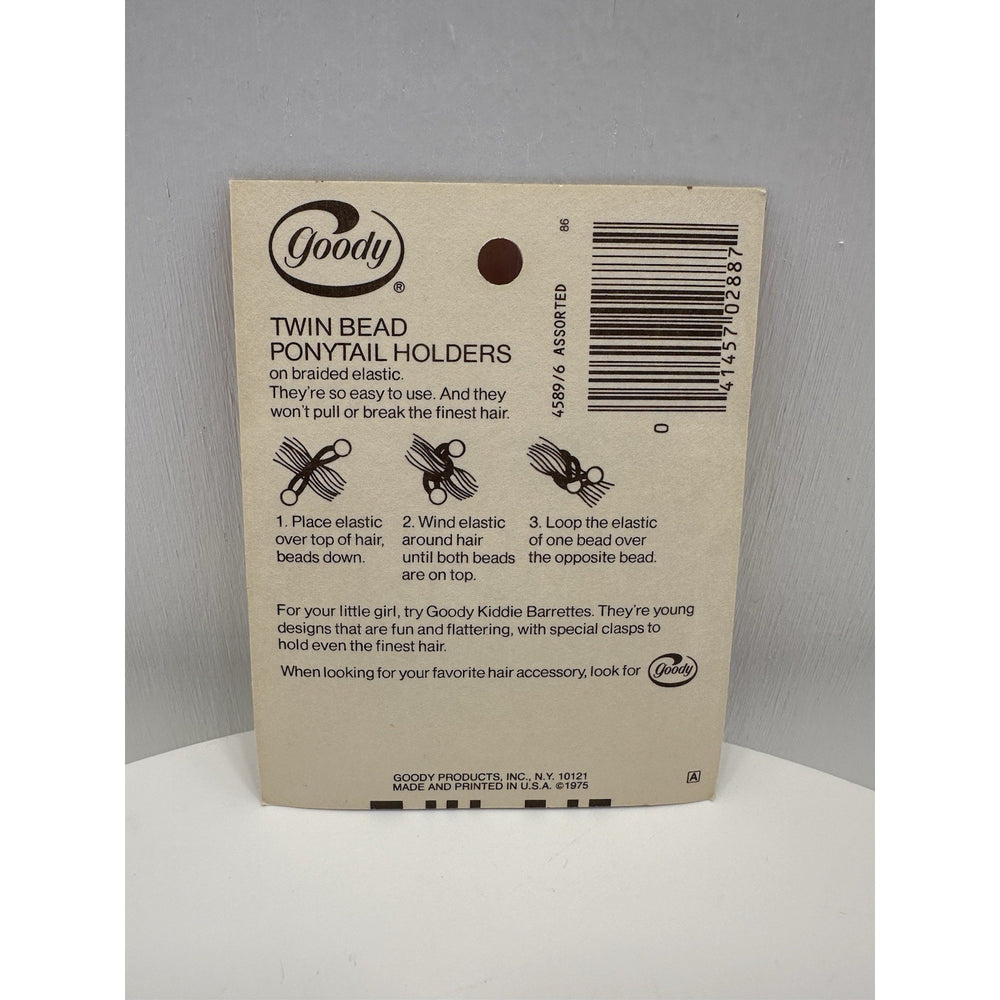 Goody
®
TWIN BEAD
PONYTAIL HOLDERS
on braided elastic.
They're so easy to use. And they
won't pull or break the finest hair.
86
4589/6 ASSORTED
41457 02887
0
1. Place elastic
over top of hair,
beads down.
2. Wind elastic
around hair
until both beads
are on top.
3. Loop the elastic
of one bead over
the opposite bead.
For your little girl, try Goody Kiddie Barrettes. They're young
designs that are fun and flattering, with special clasps to
hold even the finest hair.
When looking for your favorite hair accessory, look for Goody
GOODY PRODUCTS, INC., N.Y. 10121
MADE AND PRINTED IN U.S.A. ©1975
A